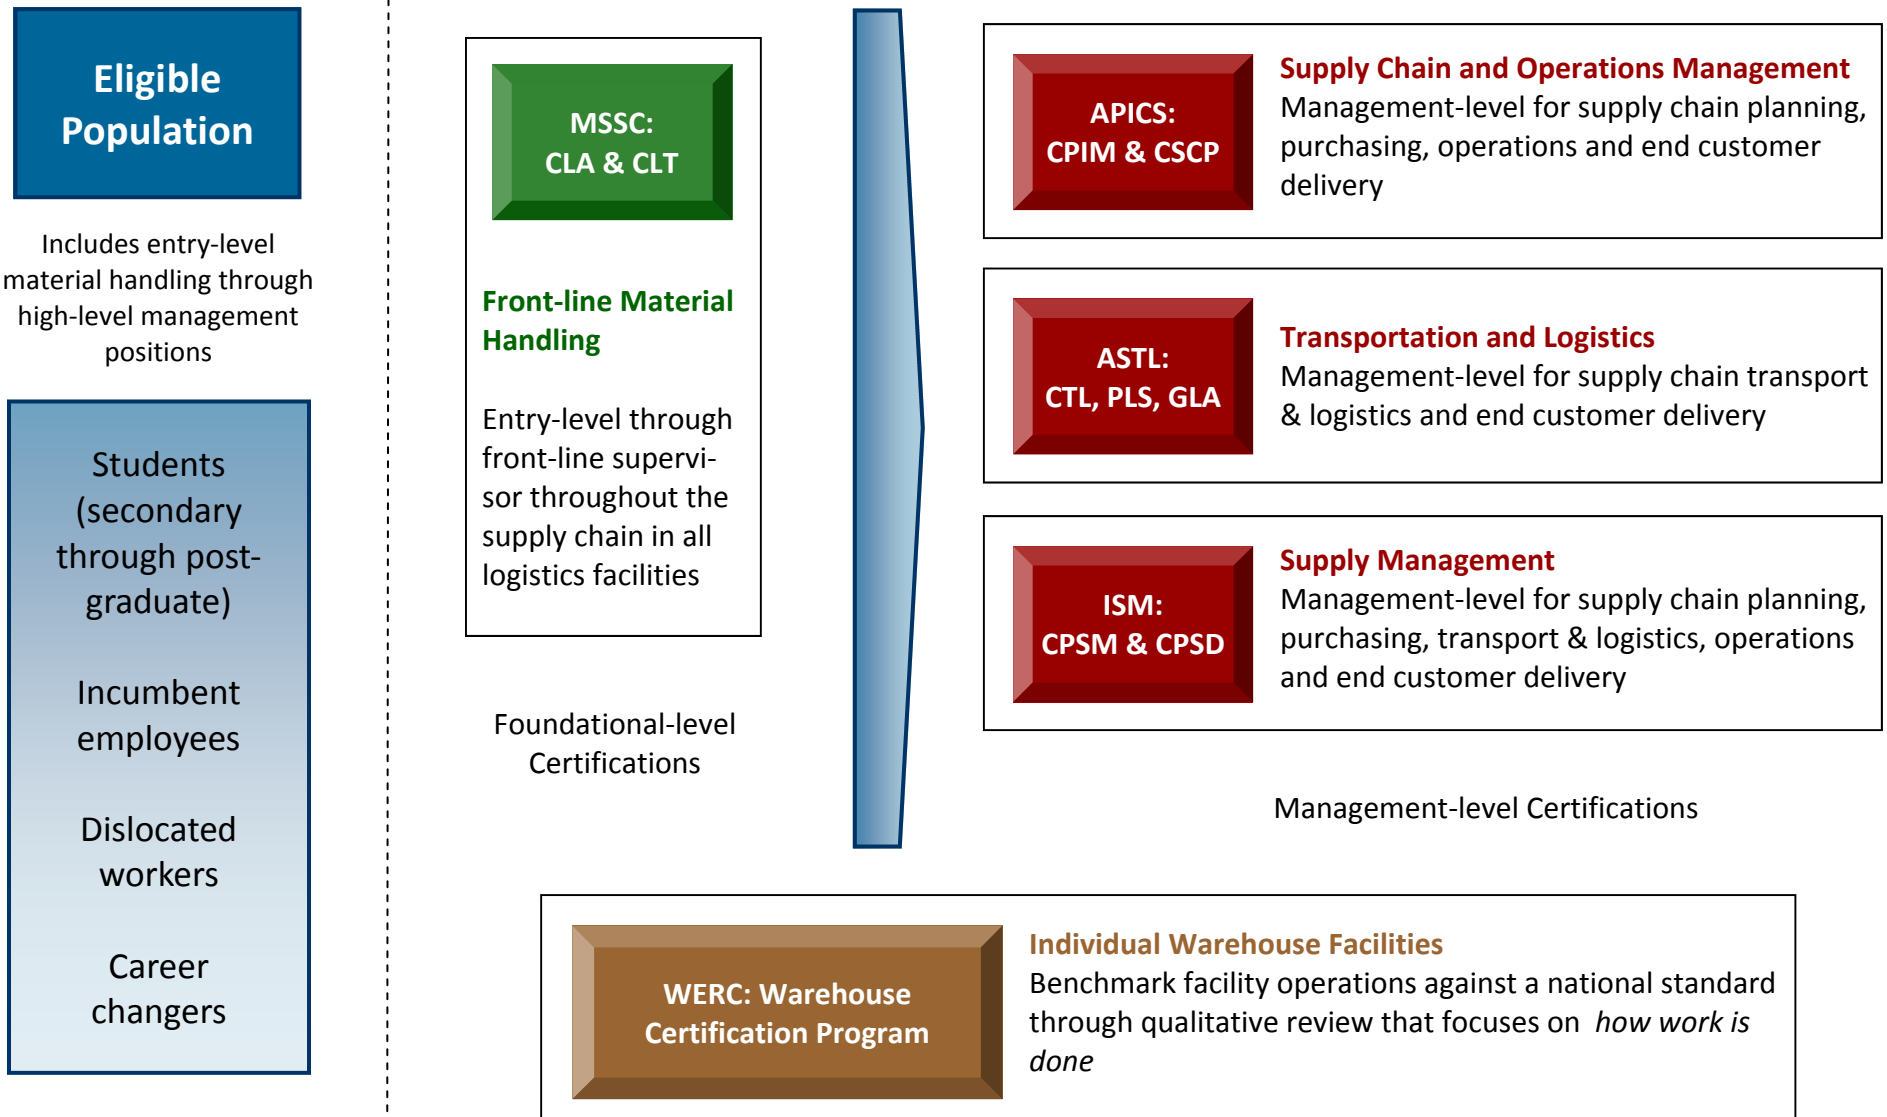 Eligible
Population
Includes entry-level
material handling through
high-level management
positions
Students
(secondary
through post-
graduate)
Incumbent
employees
Dislocated
workers
Career
changers
MSSC:
CLA & CLT
Front-line Material
Handling
Entry-level through
front-line supervi-
sor throughout the
supply chain in all
logistics facilities
Foundational-level
Certifications
APICS:
CPIM & CSCP
Supply Chain and Operations Management
Management-level for supply chain planning,
purchasing, operations and end customer
delivery
ASTL:
CTL, PLS, GLA
Transportation and Logistics
Management-level for supply chain transport
& logistics and end customer delivery
ISM:
CPSM & CPSD
Supply Management
Management-level for supply chain planning,
purchasing, transport & logistics, operations
and end customer delivery
Management-level Certifications
WERC: Warehouse
Certification Program
Individual Warehouse Facilities
Benchmark facility operations against a national standard
through qualitative review that focuses on how work is
done